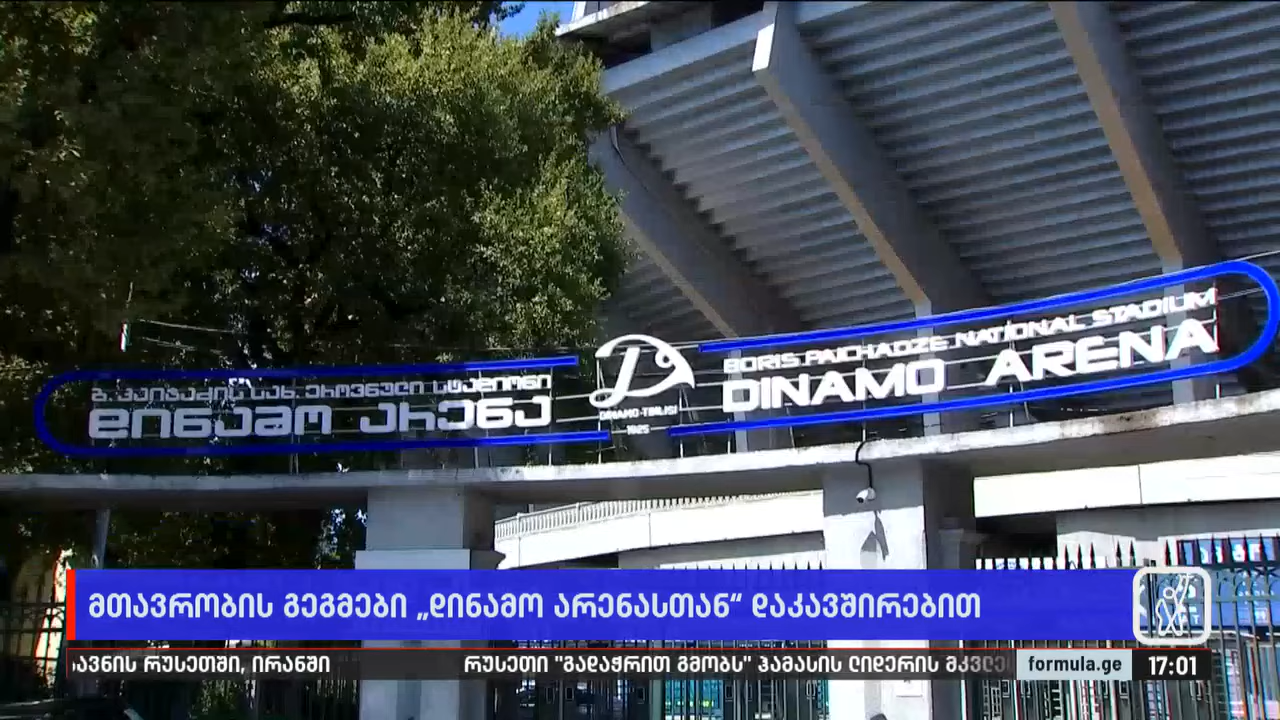 ბ. პაიჭაძის სახ. ეროვნული სტადიონი
დინამო არენა
DINAMO-TBILISI
1925
BORIS PAICHADZE NATIONAL STADIUM
DINAMO ARENA
მთავრობის გეგმები „დინამო არენასთან“ დაკავშირებით
რუსეთში, ირანში
რუსეთი "გადაჭრით გმობს" ჰამასის ლიდერის
formula.ge
17:01